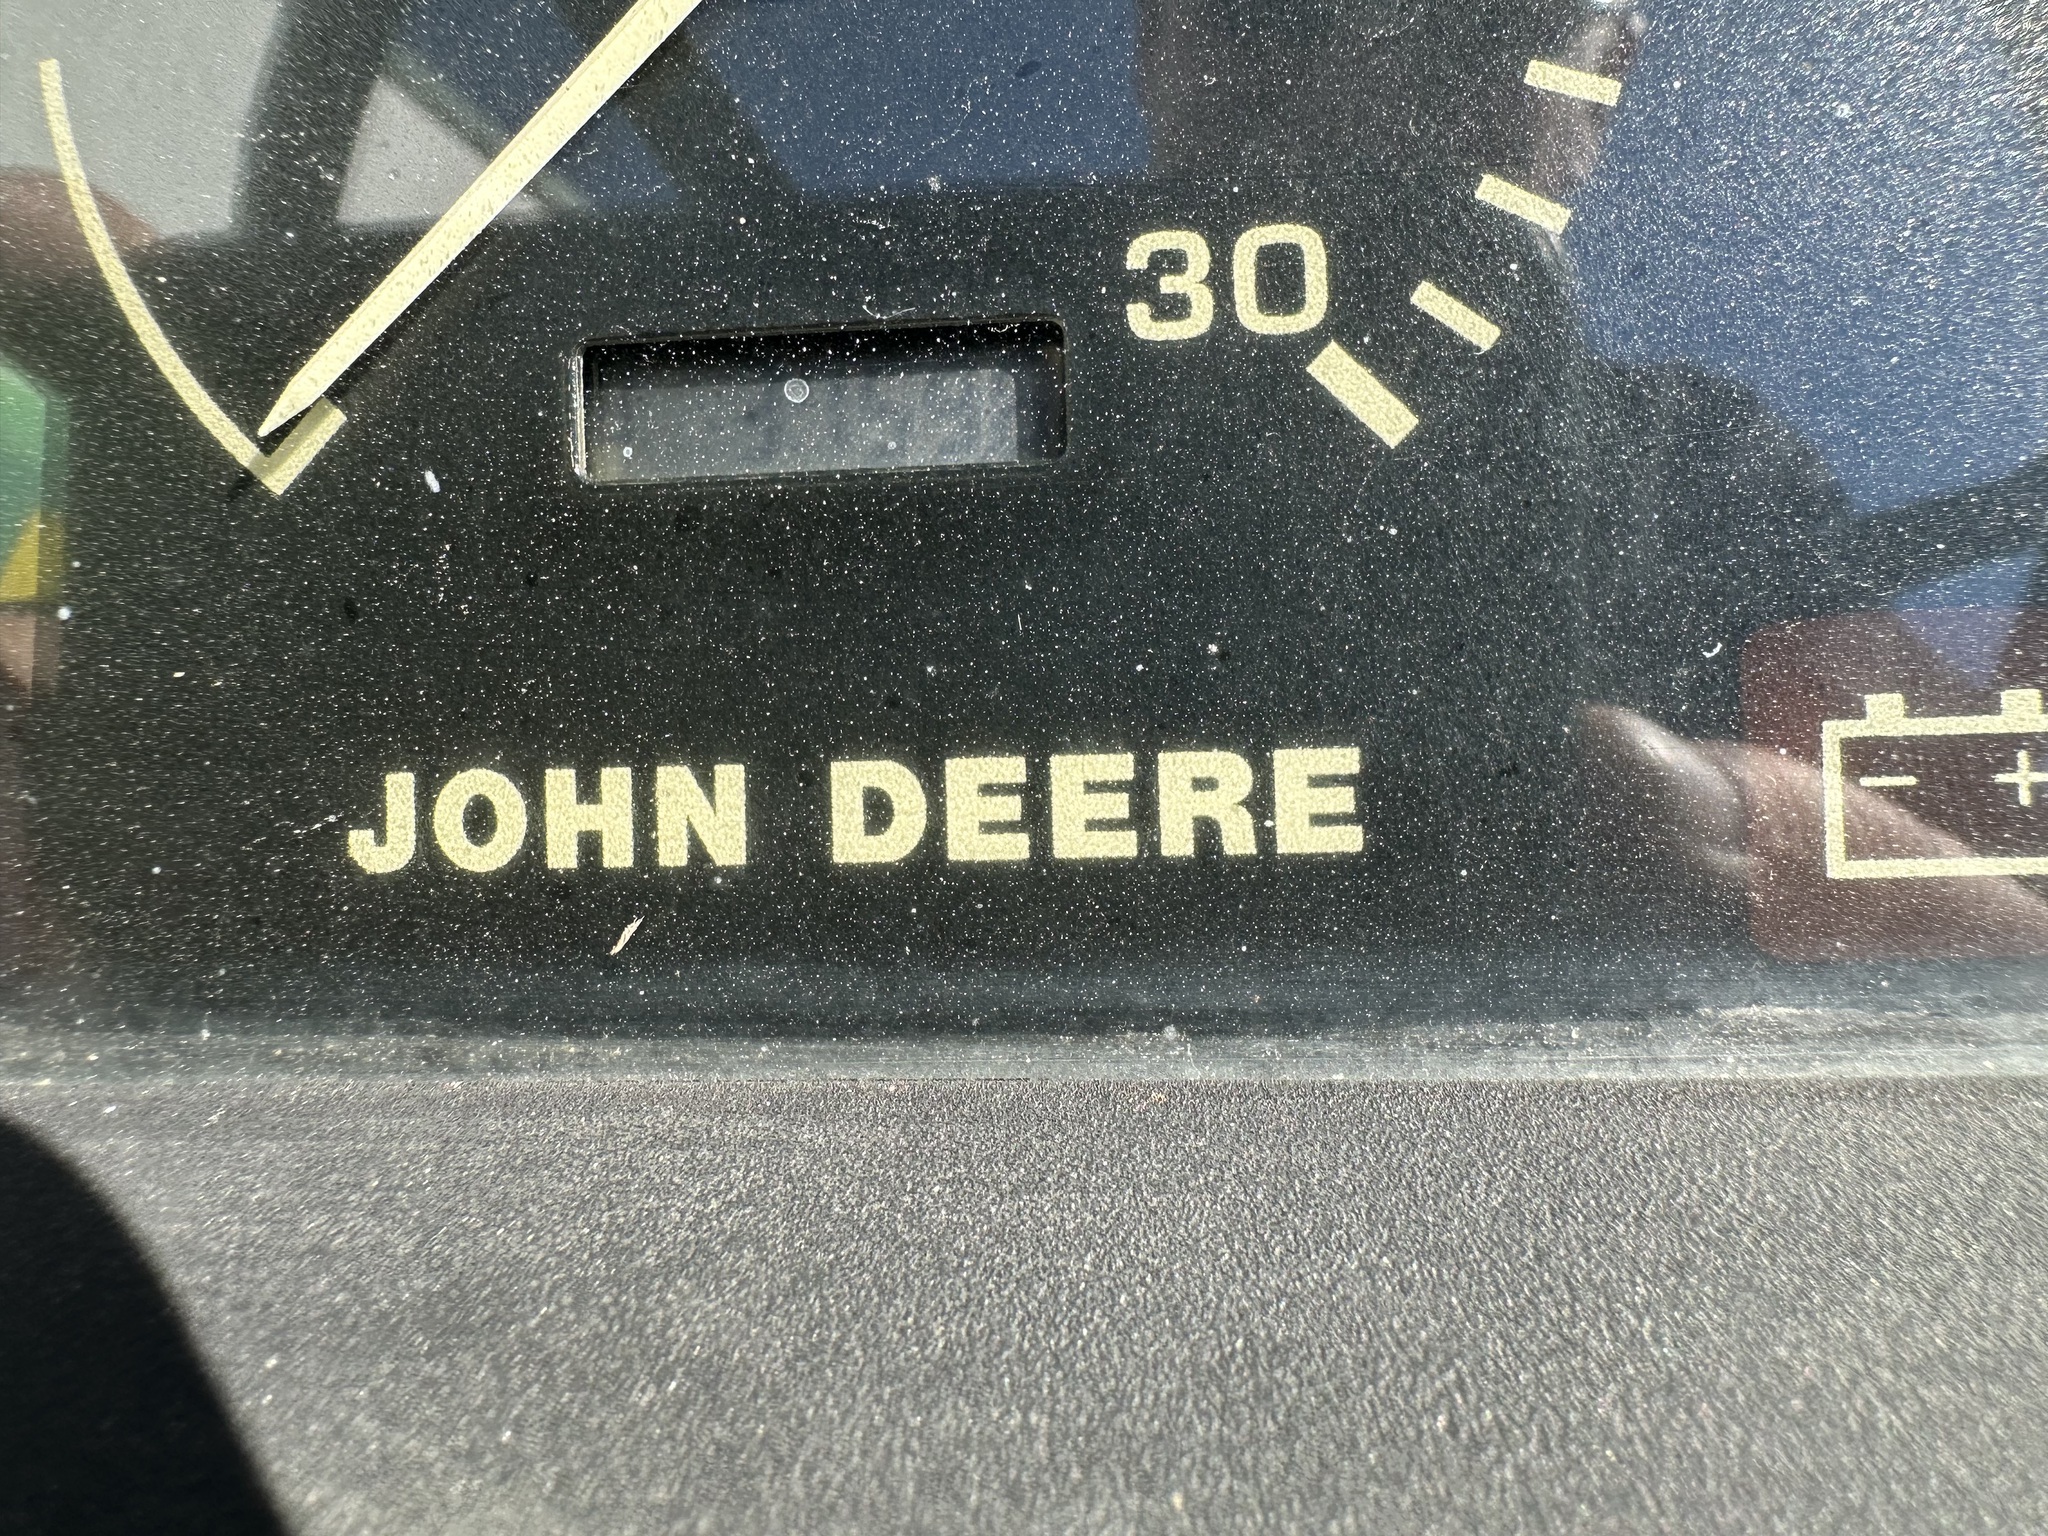 30
JOHN DEERE
- +